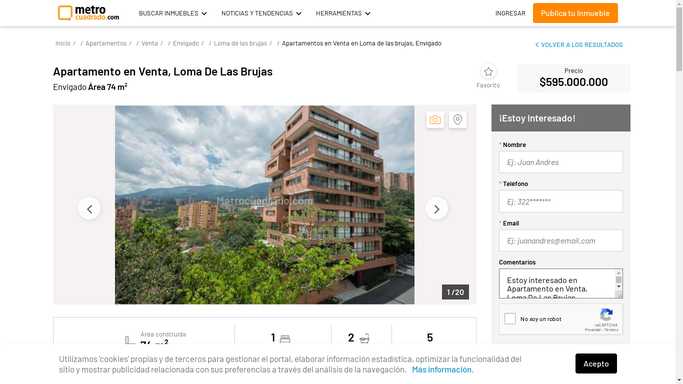 metro
cuadrado.com
BUSCAR INMUEBLES
NOTICIAS Y TENDENCIAS
HERRAMIENTAS
INGRESAR
Publica tu Inmueble
Inicio / / Apartamentos / / Venta / / Envigado / / Loma de las brujas / / Apartamentos en Venta en Loma de las brujas, Envigado
VOLVER A LOS RESULTADOS
Apartamento en Venta, Loma De Las Brujas
Envigado Área 74 m²
Favorito
Precio
$595.000.000
Metrocuadrado.com
1 / 20
¡Estoy Interesado!
* Nombre
Ej: Juan Andres
* Telefono
Ej: 322*******
* Email
Ej: juanandres@email.com
Comentarios
Estoy interesado en
Apartamento en Venta,
Loma De Las Brujas
No soy un robot
reCAPTCHA
Privacidad - Términos
Área construida
74 m²
1
2
5
Utilizamos 'cookies' propias y de terceros para gestionar el portal, elaborar información estadística, optimizar la funcionalidad del
sitio y mostrar publicidad relacionada con sus preferencias a través del análisis de la navegación. Más información.
Acepto